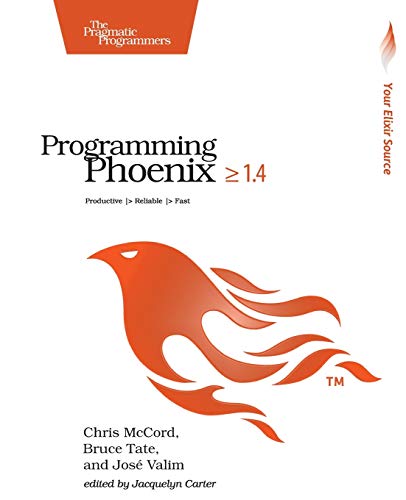 The
Pragmatic
Programmers
Your Elixir Source
Programming
Phoenix ≥ 1.4
Productive |> Reliable |> Fast
TM
Chris McCord,
Bruce Tate,
and José Valim
edited by Jacquelyn Carter